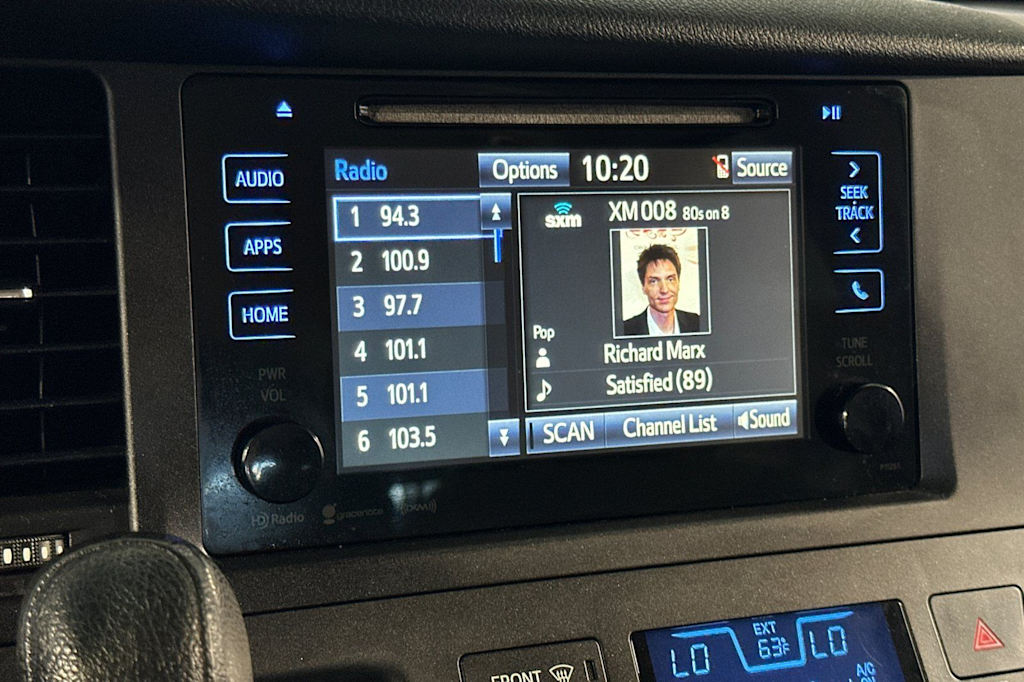 AUDIO
APPS
HOME
PWR
VOL
HD Radio
gracenote
Radio
Options
10:20
Source
1 94.3
2 100.9
3 97.7
4 101.1
5 101.1
6 103.5
sxm
XM 008 80s on 8
Pop
Richard Marx
Satisfied (89)
SCAN
Channel List
Sound
SEEK
TRACK
TUNE
SCROLL
FRONT
LO
EXT
63°F
LO
A/C